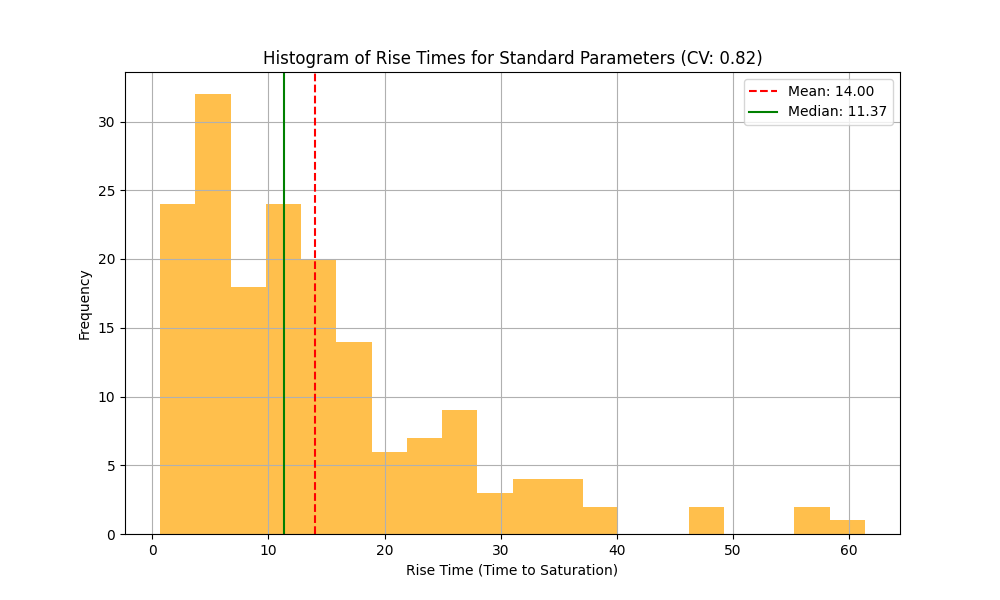 Histogram of Rise Times for Standard Parameters (CV: 0.82)
Mean: 14.00
Median: 11.37
Frequency
30
25
20
15
10
5
0
0 10 20 30 40 50 60
Rise Time (Time to Saturation)